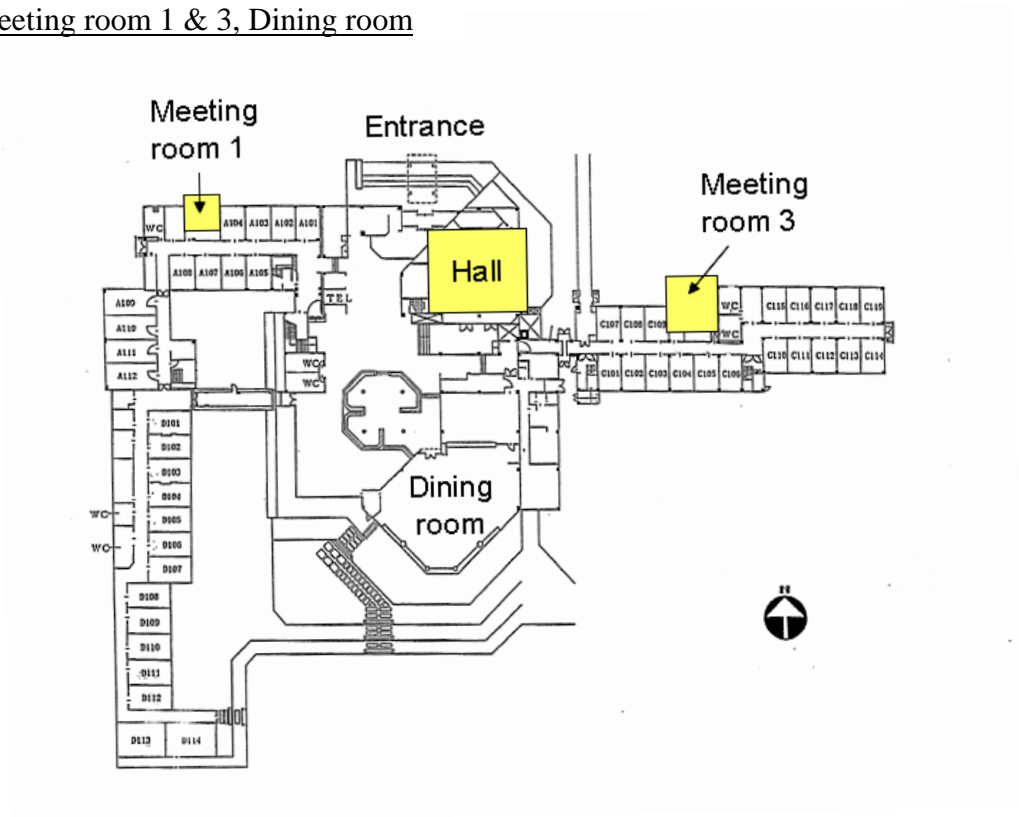 eeting room 1 & 3, Dining room
Meeting
room 1
Entrance
Meeting
room 3
WC
A104
A103
A102
A101
Hall
A108
A107
A106
A105
TEL
A109
A110
A111
A112
WC
WC
C107
C108
C109
WC
WC
C115
C116
C117
C118
C119
C101
C102
C103
C104
C105
C106
C110
C111
C112
C113
C114
D101
D102
D103
D104
D105
D106
D107
WC
WC
Dining
room
D108
D109
D110
D111
D112
D113
D114
N